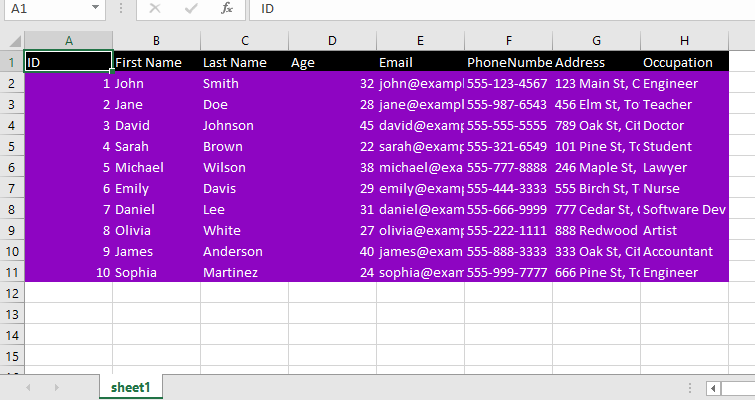 A1 fx ID
A B C D E F G H
1 ID First Name Last Name Age Email PhoneNumbe Address Occupation
2 1 John Smith 32 john@exampl 555-123-4567 123 Main St, C Engineer
3 2 Jane Doe 28 jane@exampl 555-987-6543 456 Elm St, To Teacher
4 3 David Johnson 45 david@examp 555-555-5555 789 Oak St, Cit Doctor
5 4 Sarah Brown 22 sarah@examp 555-321-6549 101 Pine St, To Student
6 5 Michael Wilson 38 michael@exa 555-777-8888 246 Maple St, Lawyer
7 6 Emily Davis 29 emily@examp 555-444-3333 555 Birch St, T Nurse
8 7 Daniel Lee 31 daniel@exam 555-666-9999 777 Cedar St, Software Dev
9 8 Olivia White 27 olivia@examp 555-222-1111 888 Redwood Artist
10 9 James Anderson 40 james@exam 555-888-3333 333 Oak St, Cit Accountant
11 10 Sophia Martinez 24 sophia@exam 555-999-7777 666 Pine St, To Engineer
12
13
14
15
sheet1